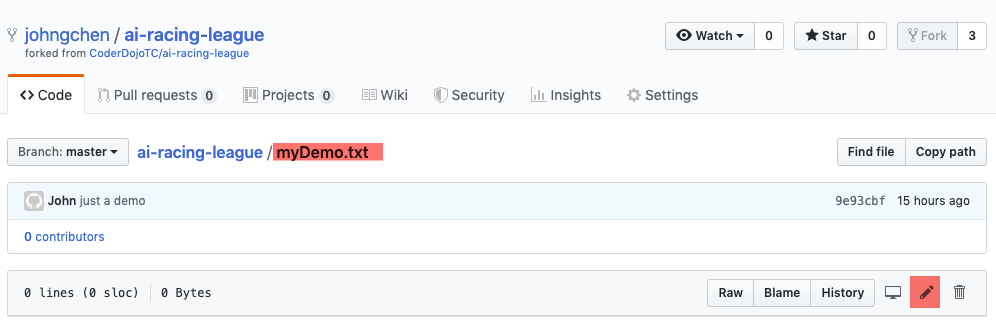 johngchen / ai-racing-league
forked from CoderDojoTC/ai-racing-league
Watch 0 Star 0 Fork 3
Code Pull requests 0 Projects 0 Wiki Security Insights Settings
Branch: master ai-racing-league / myDemo.txt Find file Copy path
John just a demo 9e93cbf 15 hours ago
0 contributors
0 lines (0 sloc) 0 Bytes Raw Blame History